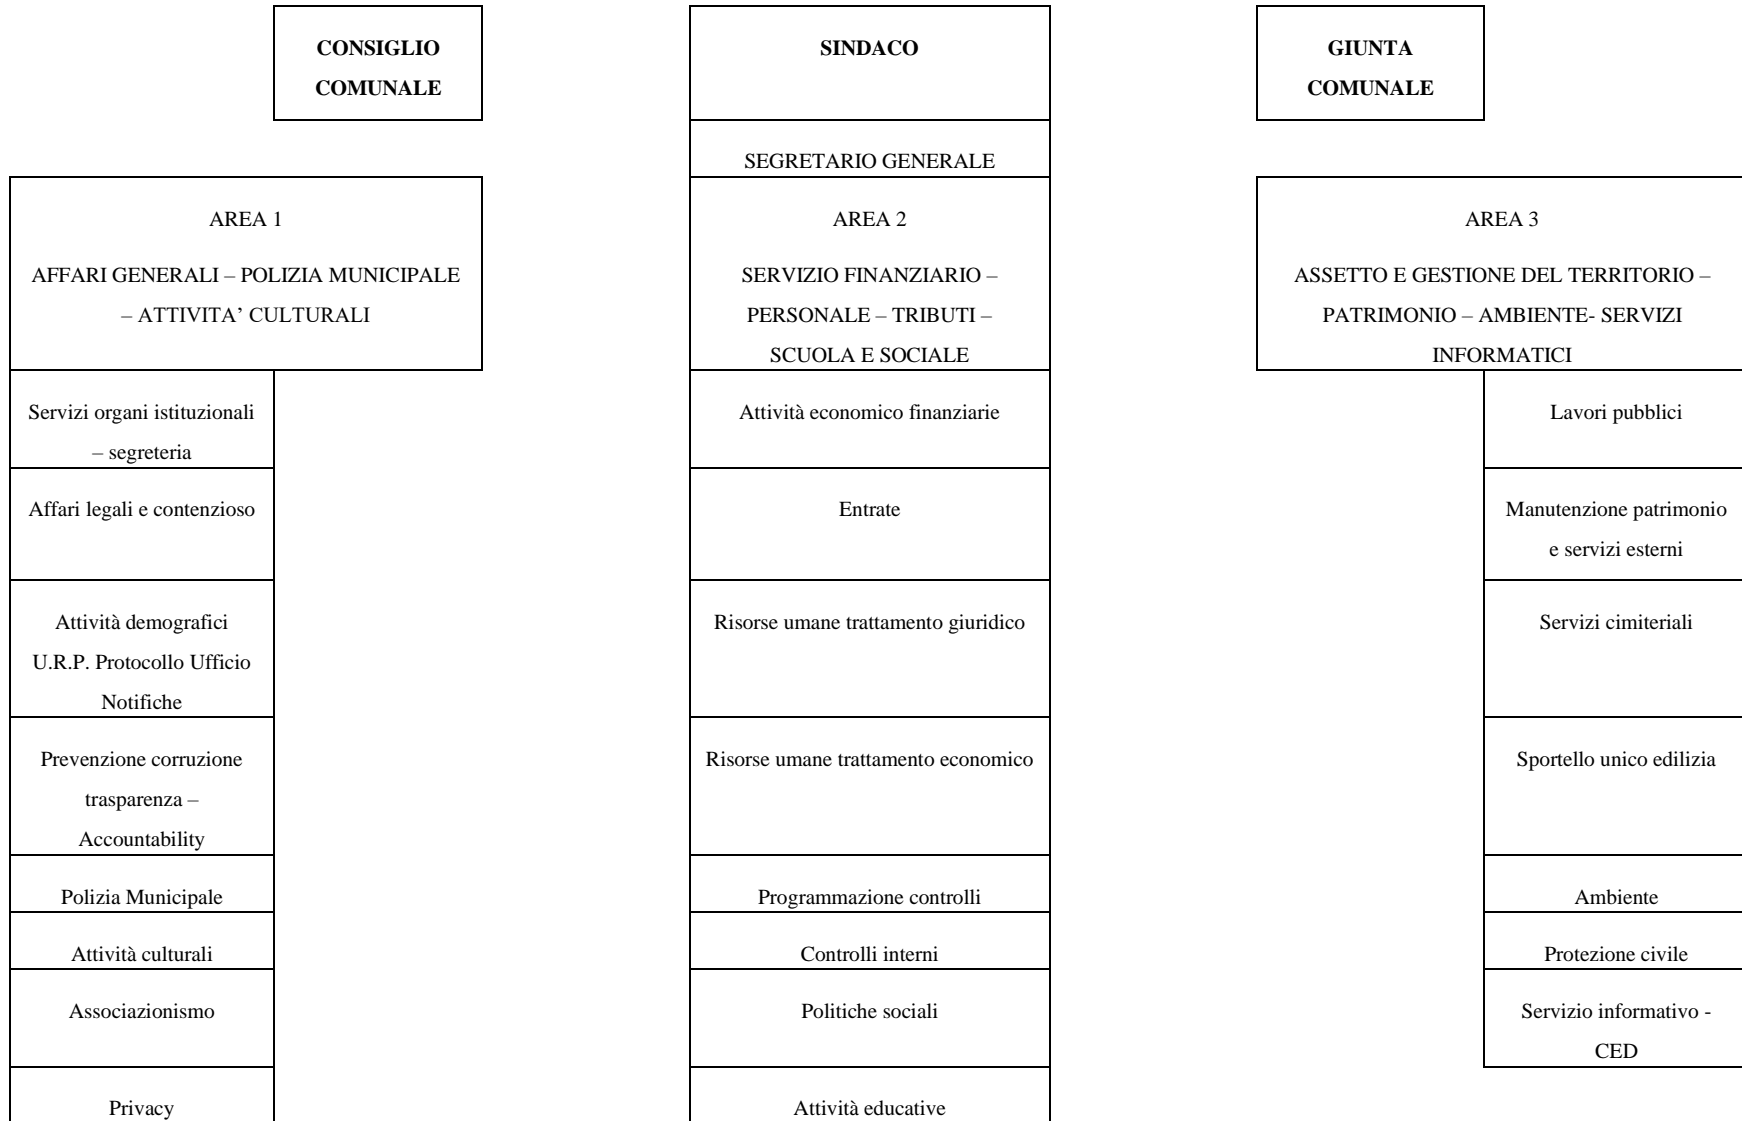 CONSIGLIO
COMUNALE
SINDACO
GIUNTA
COMUNALE
SEGRETARIO GENERALE
AREA 1
AFFARI GENERALI – POLIZIA MUNICIPALE
– ATTIVITA’ CULTURALI
AREA 2
SERVIZIO FINANZIARIO –
PERSONALE – TRIBUTI –
SCUOLA E SOCIALE
AREA 3
ASSETTO E GESTIONE DEL TERRITORIO –
PATRIMONIO – AMBIENTE- SERVIZI
INFORMATICI
Servizi organi istituzionali
– segreteria
Attività economico finanziarie
Lavori pubblici
Affari legali e contenzioso
Entrate
Manutenzione patrimonio
e servizi esterni
Attività demografici
U.R.P. Protocollo Ufficio
Notifiche
Risorse umane trattamento giuridico
Servizi cimiteriali
Prevenzione corruzione
trasparenza –
Accountability
Risorse umane trattamento economico
Sportello unico edilizia
Polizia Municipale
Programmazione controlli
Ambiente
Attività culturali
Controlli interni
Protezione civile
Associazionismo
Politiche sociali
Servizio informativo -
CED
Privacy
Attività educative